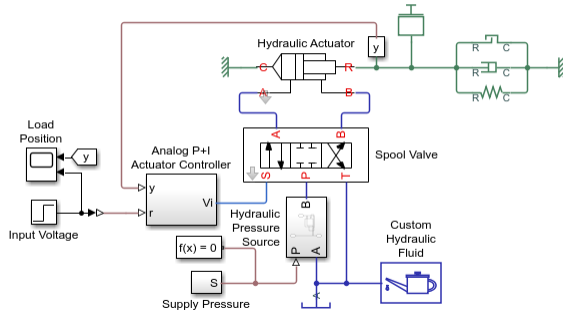 y
Hydraulic Actuator
R C
C R
R C
A B
R C
Load
Position
y
Analog P+I
Actuator Controller
A B
Spool Valve
S P T
y
r
Vi
Input Voltage
Hydraulic
Pressure
Source
B
P A
f(x) = 0
S
Supply Pressure
Custom
Hydraulic
Fluid
A